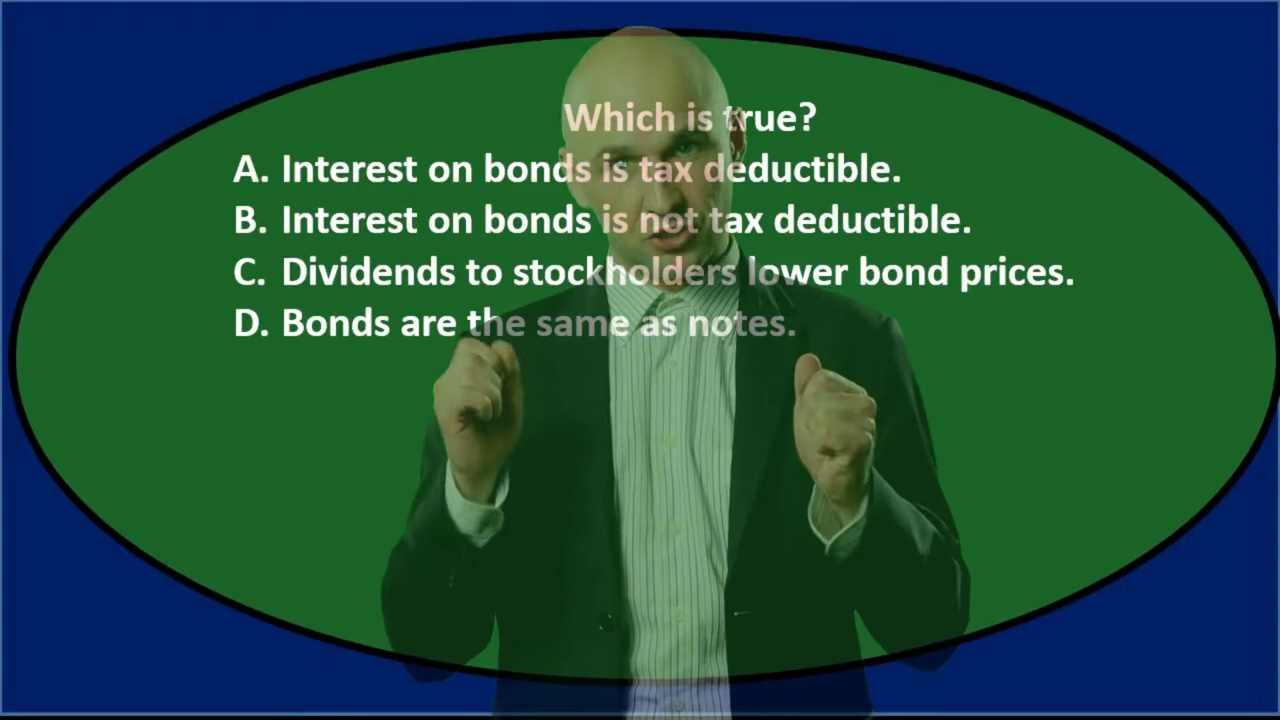 Which is true?
A. Interest on bonds is tax deductible.
B. Interest on bonds is not tax deductible.
C. Dividends to stockholders lower bond prices.
D. Bonds are the same as notes.